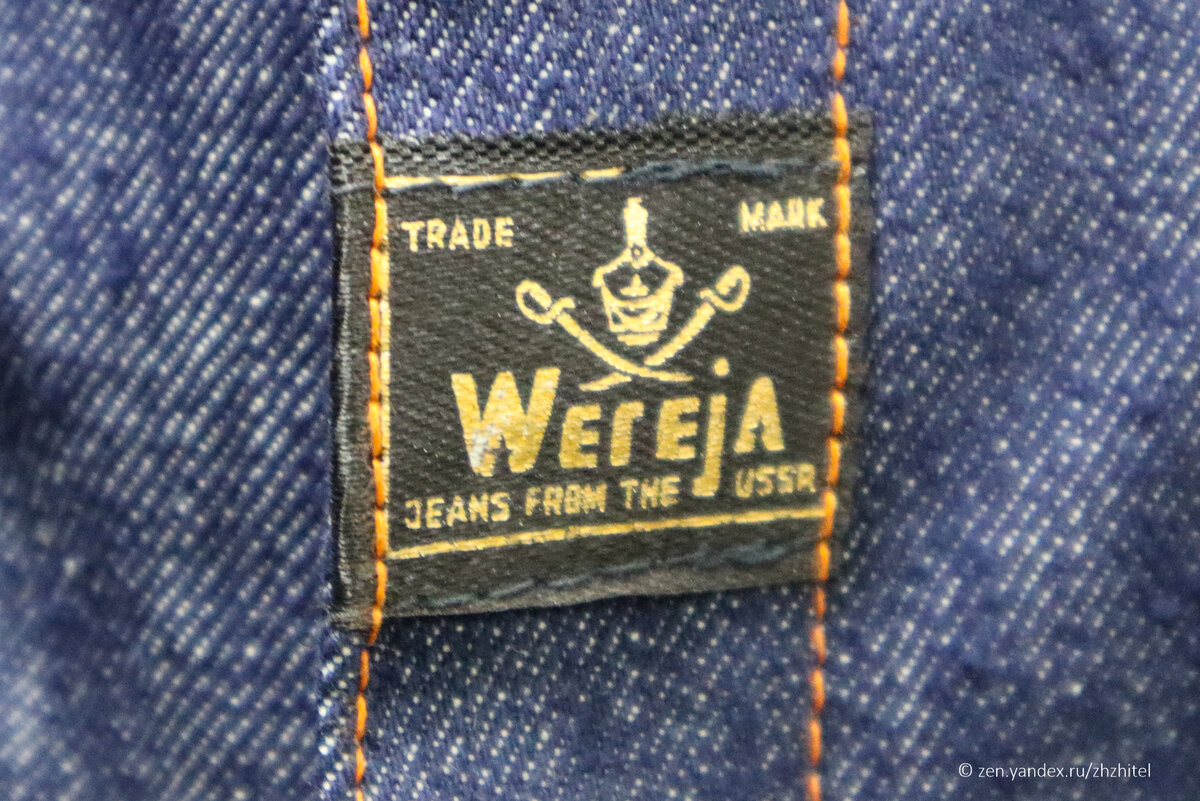 TRADE MARK
WerejA
JEANS FROM THE USSR
© zen.yandex.ru/zhzhitel